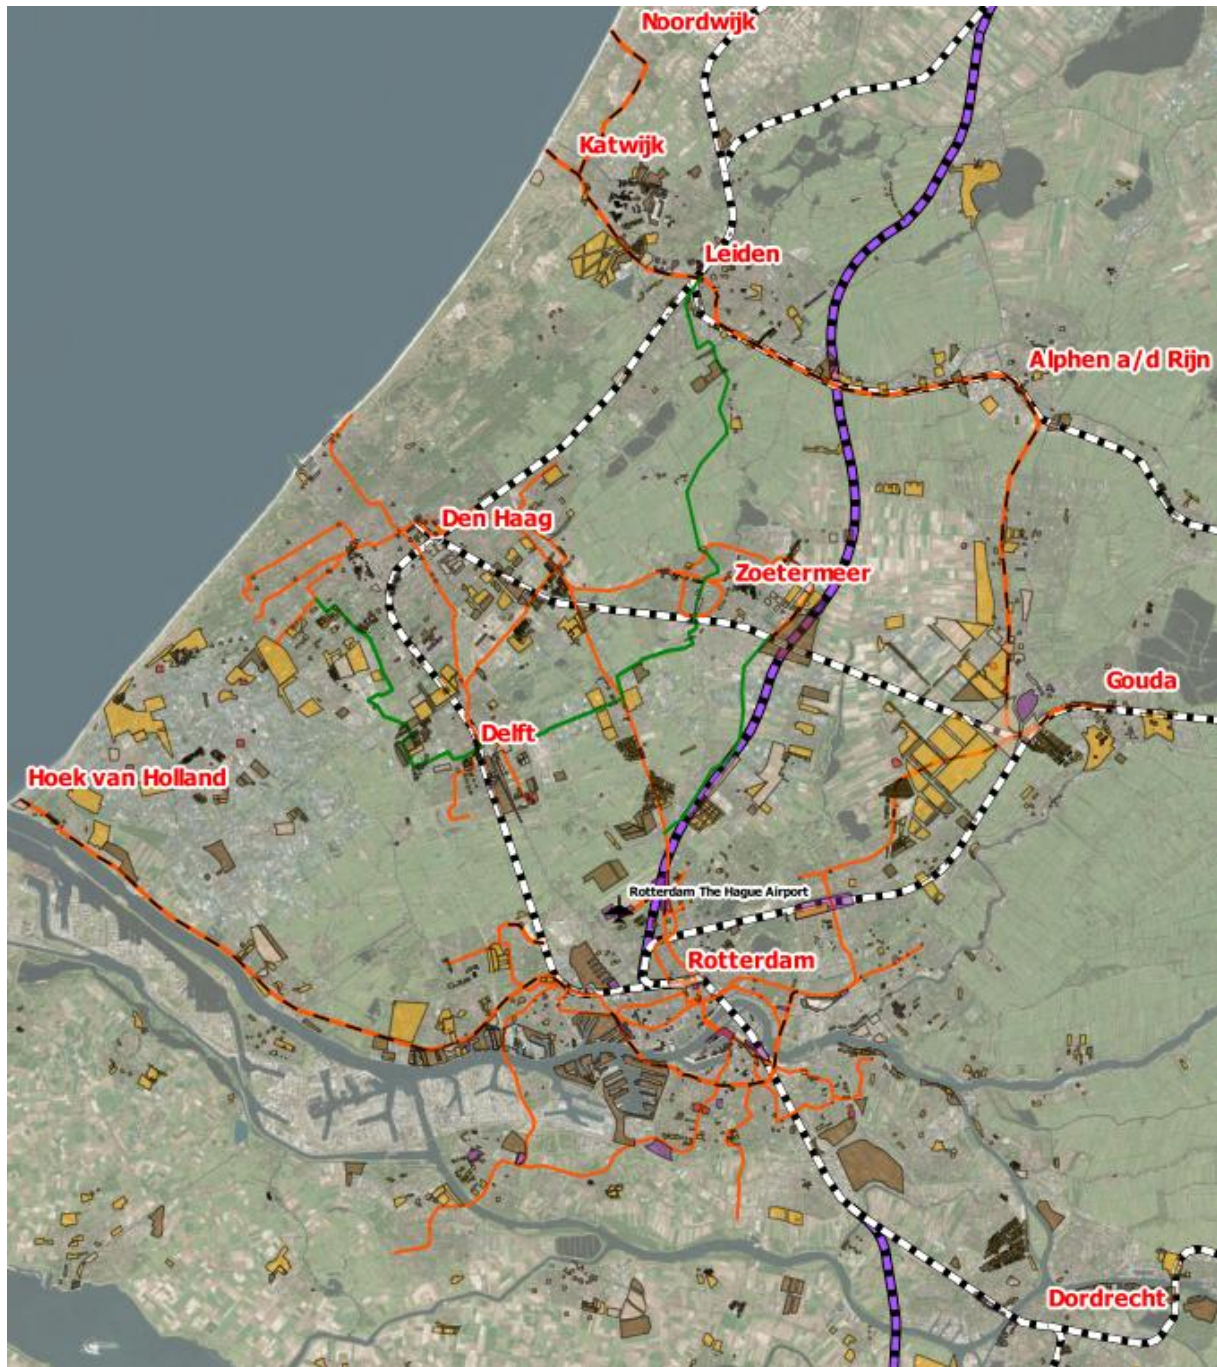 Noordwijk
Katwijk
Leiden
Alphen a/d Rijn
Den Haag
Zoetermeer
Gouda
Delft
Hoek van Holland
Rotterdam The Hague Airport
Rotterdam
Dordrecht